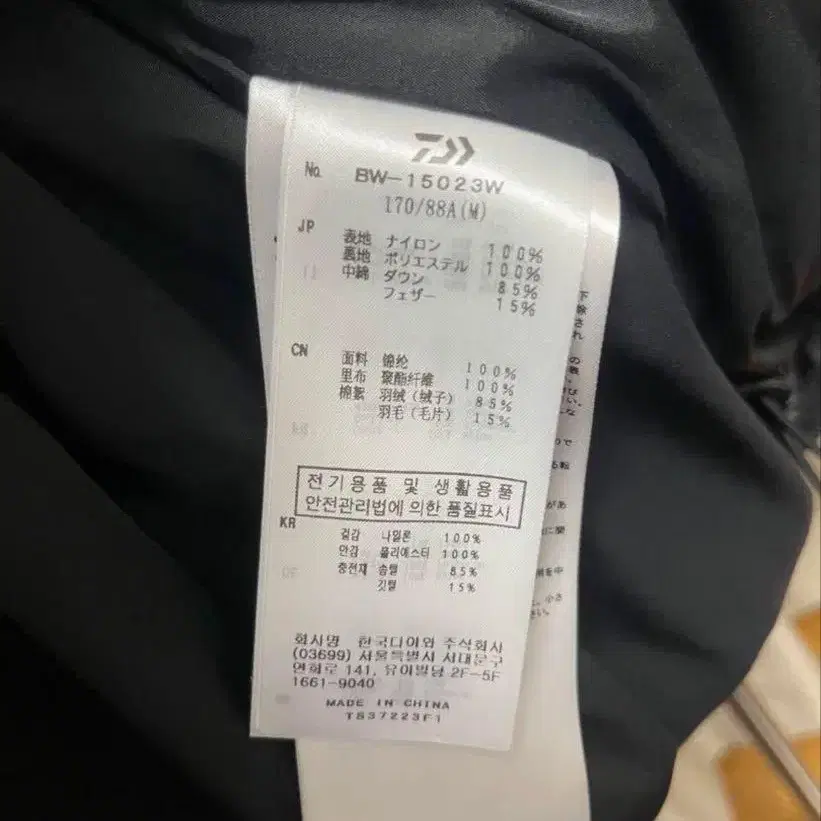 No. BW-15023W
170/88A(M)
JP
表地 ナイロン 100%
裏地 ポリエステル 100%
中綿 ダウン 85%
フェザー 15%
CN
面料 锦纶 100%
里布 聚酯纤维 100%
棉絮 羽绒(绒子) 85%
羽毛(毛片) 15%
전기용품 및 생활용품
안전관리법에 의한 품질표시
KR
겉감 나일론 100%
안감 폴리에스터 100%
충전재 솜털 85%
깃털 15%
회사명 한국다이와 주식회사
(03699) 서울특별시 서대문구
연희로 141, 유아빌딩 2F-5F
1661-9040
MADE IN CHINA
TS37223F1